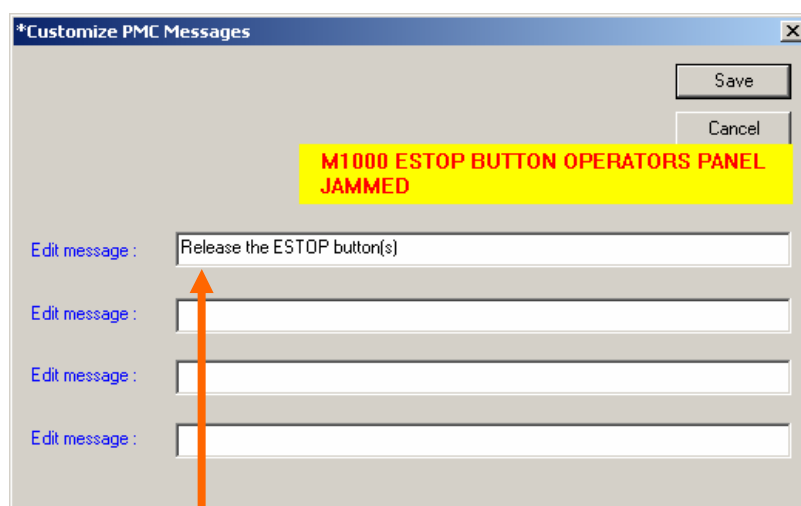 *Customize PMC Messages
Save
Cancel
M1000 ESTOP BUTTON OPERATORS PANEL
JAMMED
Edit message : Release the ESTOP button(s)
Edit message :
Edit message :
Edit message :